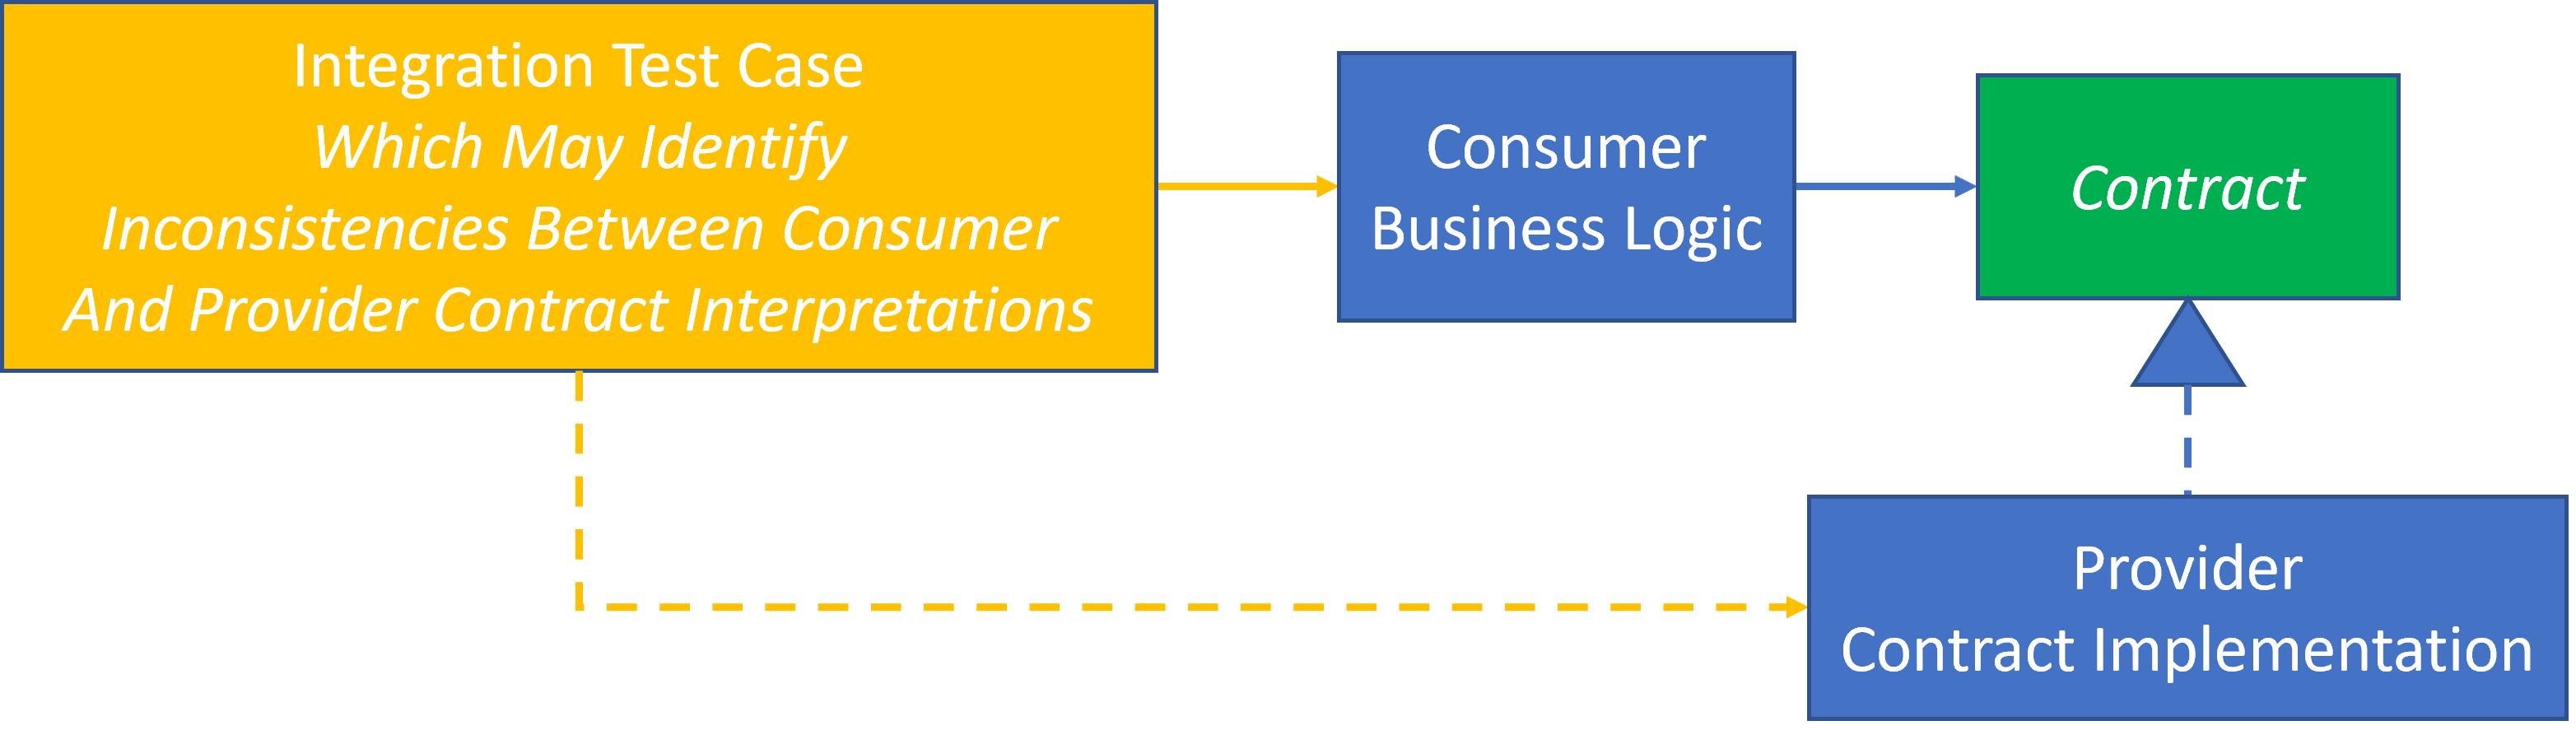 Integration Test Case
Which May Identify
Inconsistencies Between Consumer
And Provider Contract Interpretations
Consumer
Business Logic
Contract
Provider
Contract Implementation